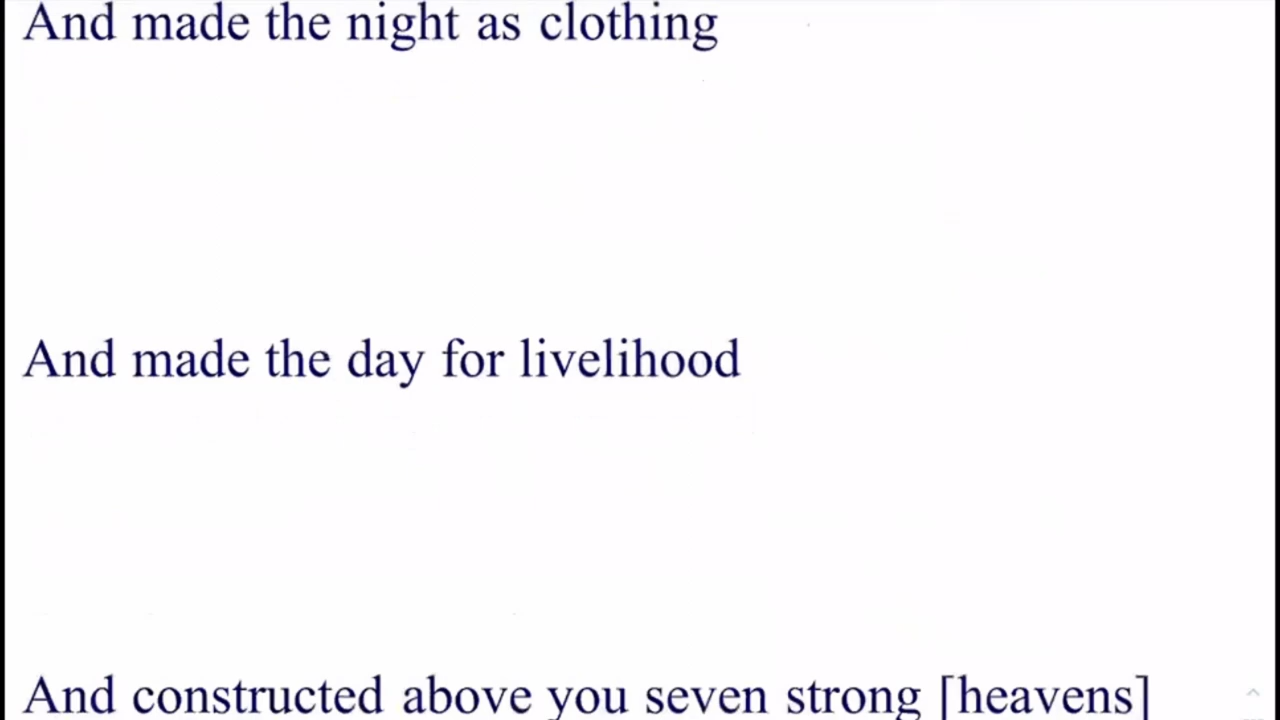 And made the night as clothing
And made the day for livelihood
And constructed above you seven strong [heavens]